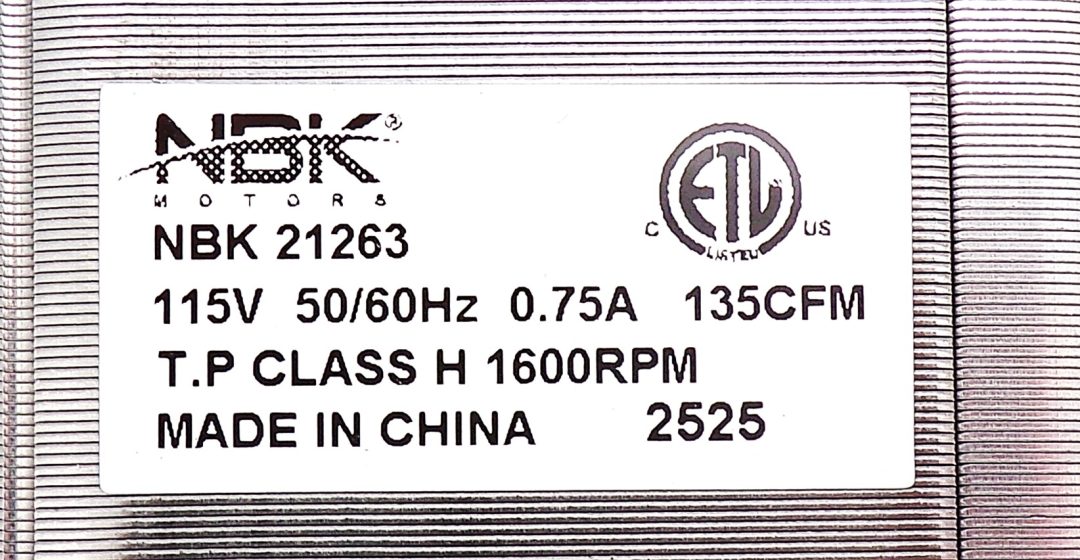 NBK®
MOTORS
C ETL US
LISTED
NBK 21263
115V 50/60Hz 0.75A 135CFM
T.P CLASS H 1600RPM
MADE IN CHINA 2525